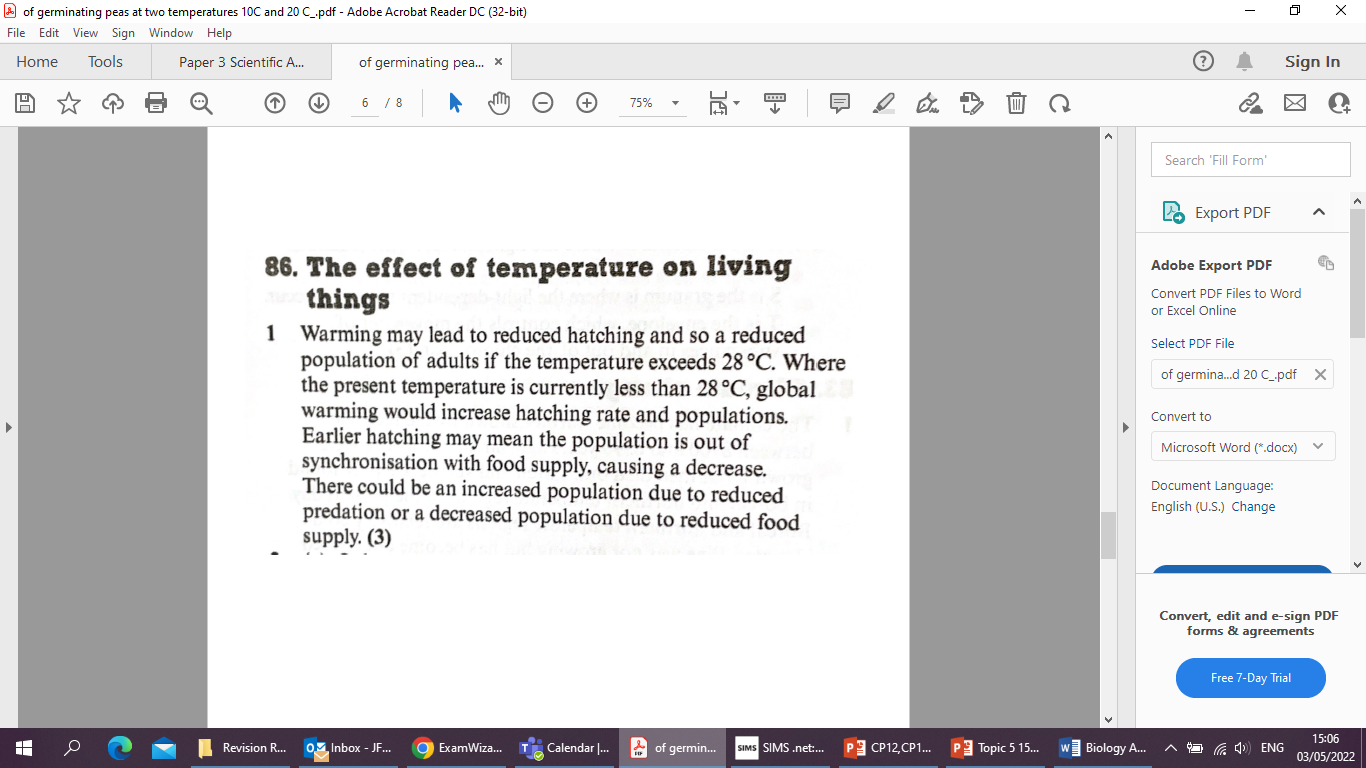 of germinating peas at two temperatures 10C and 20 C_.pdf - Adobe Acrobat Reader DC (32-bit)
File Edit View Sign Window Help
Home Tools Paper 3 Scientific A... of germinating pea... × Sign In
6 / 8 75%
Search 'Fill Form'
Export PDF
Adobe Export PDF
Convert PDF Files to Word
or Excel Online
Select PDF File
of germina...d 20 C_.pdf
Convert to
Microsoft Word (*.docx)
Document Language:
English (U.S.) Change
Convert, edit and e-sign PDF
forms & agreements
Free 7-Day Trial
86. The effect of temperature on living
things
1 Warming may lead to reduced hatching and so a reduced
population of adults if the temperature exceeds 28 °C. Where
the present temperature is currently less than 28 °C, global
warming would increase hatching rate and populations.
Earlier hatching may mean the population is out of
synchronisation with food supply, causing a decrease.
There could be an increased population due to reduced
predation or a decreased population due to reduced food
supply. (3)
Revision R... Inbox - JF... ExamWiza... Calendar |... of germin... SIMS SIMS .net:... CP12,CP1... Topic 5 15... Biology A... ENG 15:06
03/05/2022